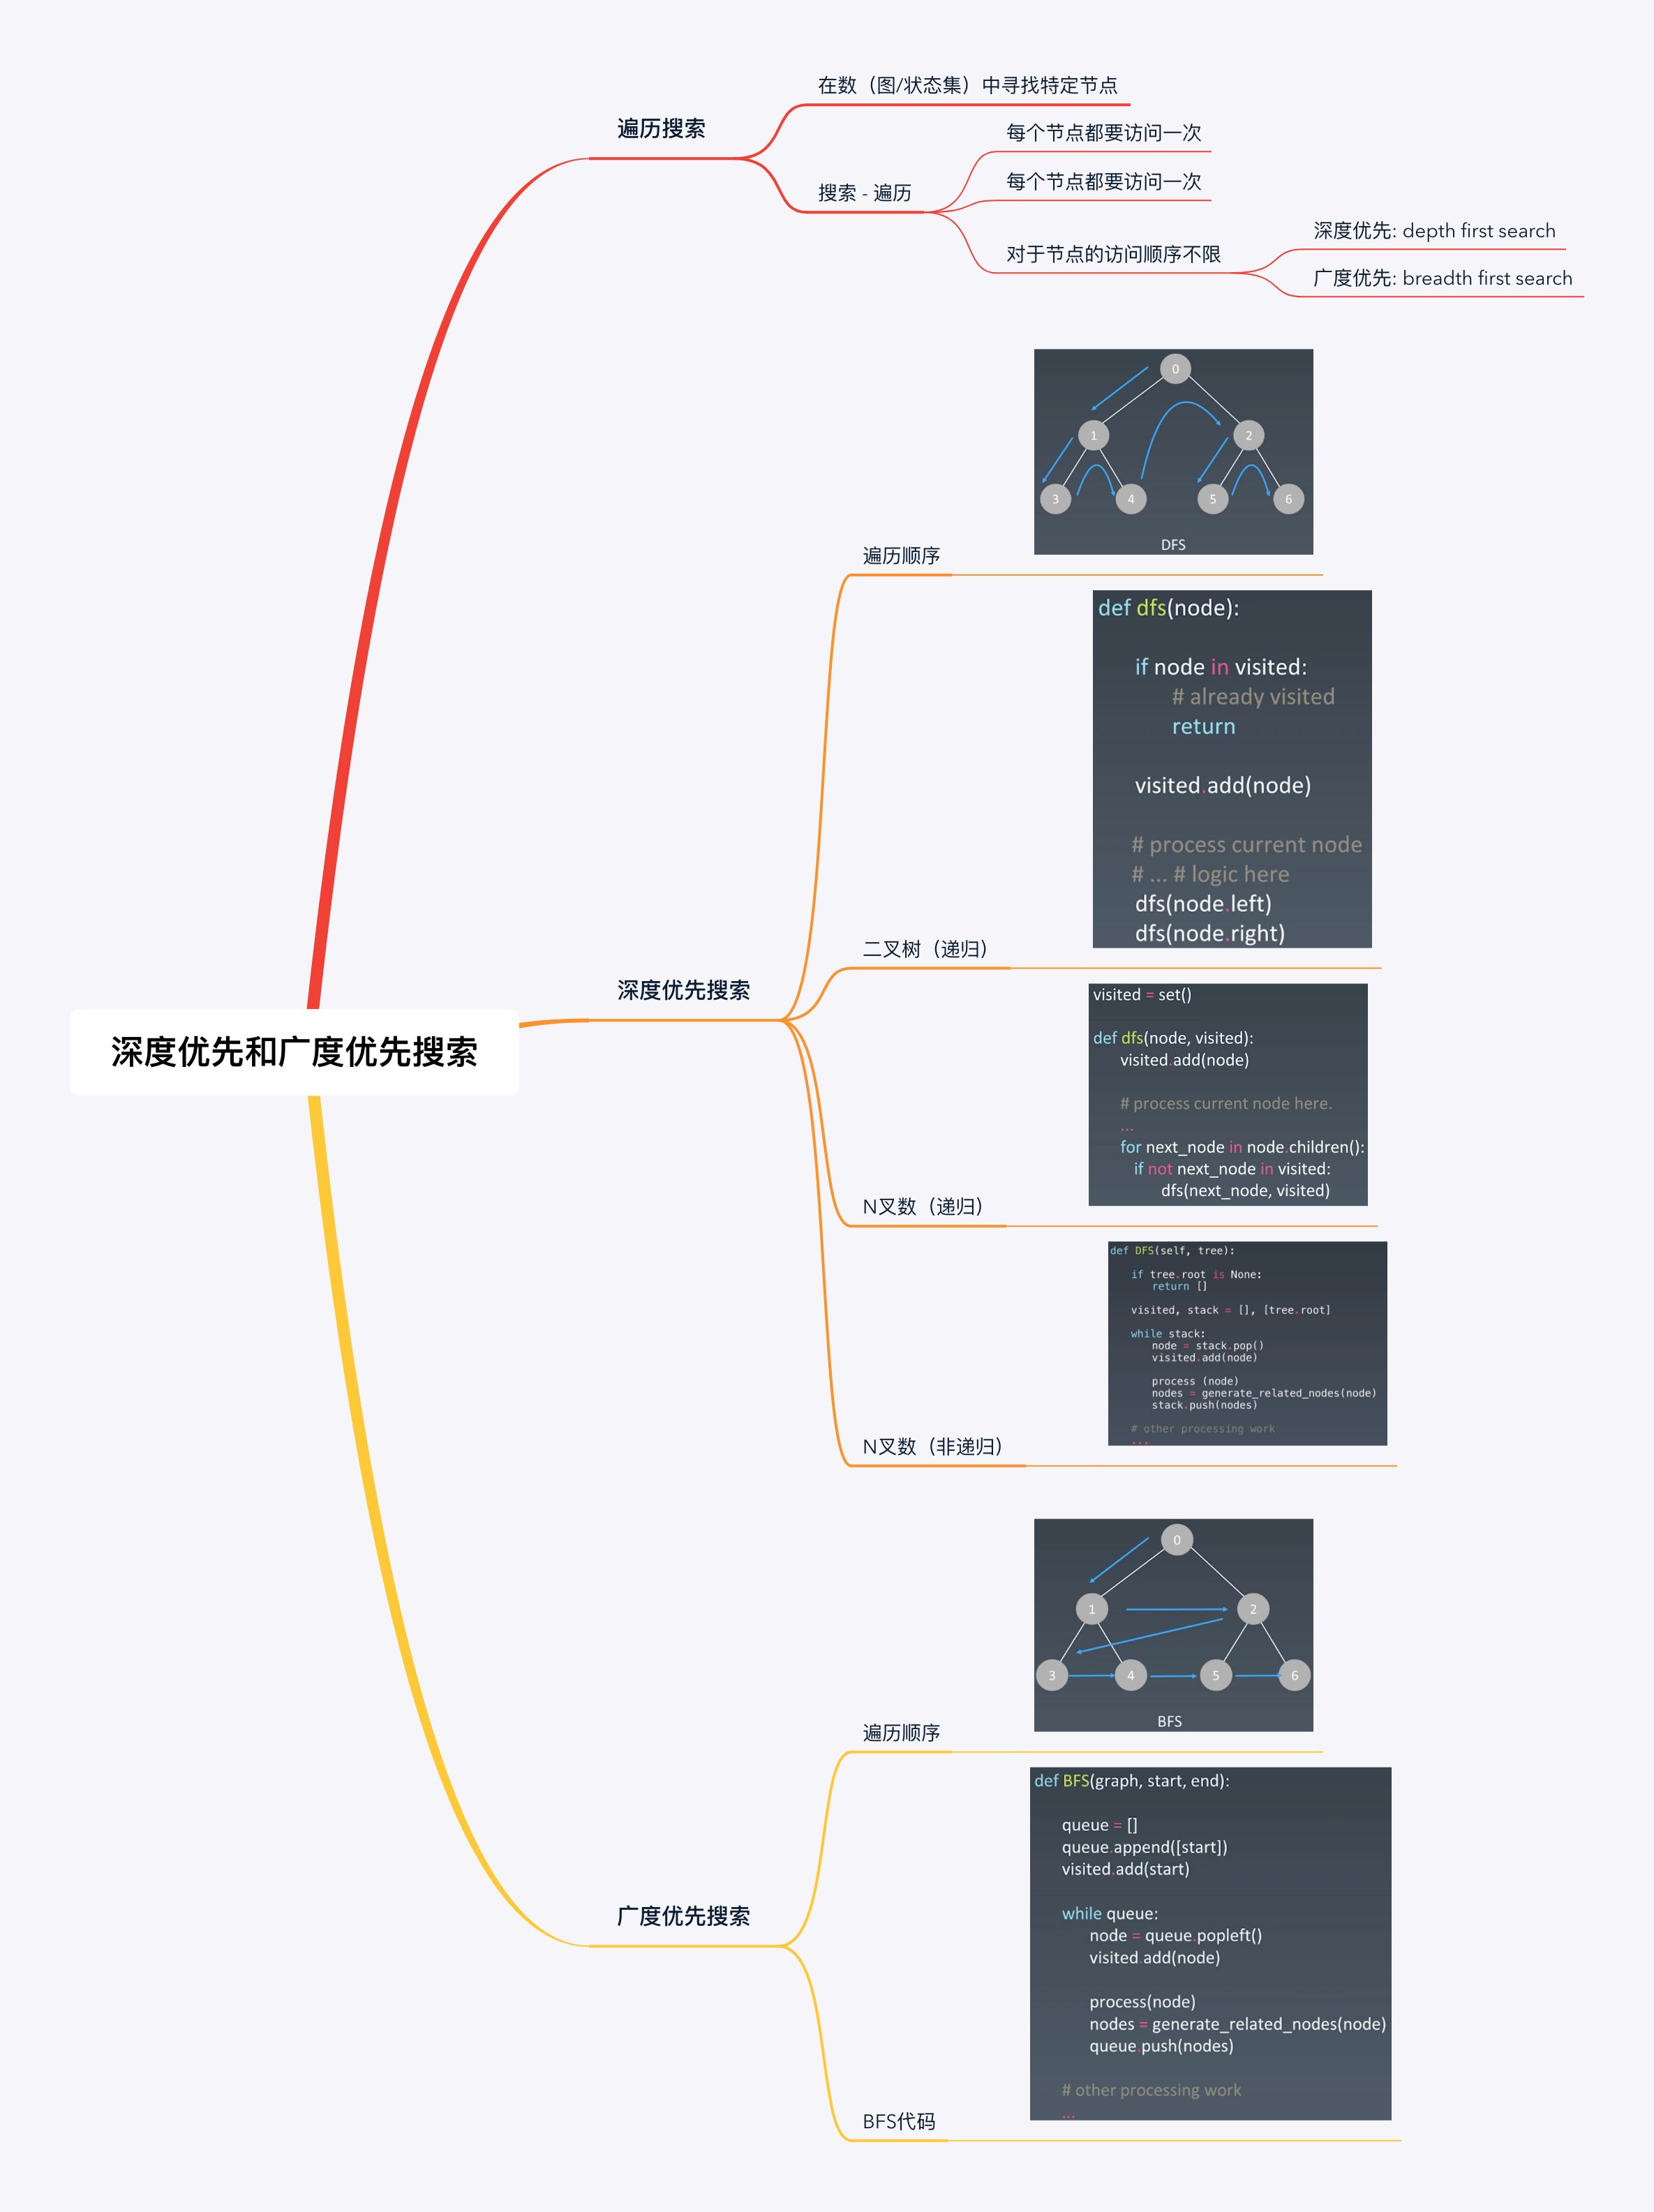 深度优先和广度优先搜索
遍历搜索
在数（图/状态集）中寻找特定节点
搜索 - 遍历
每个节点都要访问一次
每个节点都要访问一次
对于节点的访问顺序不限
深度优先: depth first search
广度优先: breadth first search
深度优先搜索
遍历顺序
0
1
2
3
4
5
6
DFS
二叉树（递归）
def dfs(node):
if node in visited:
# already visited
return
visited.add(node)
# process current node
# ... # logic here
dfs(node.left)
dfs(node.right)
N叉数（递归）
visited = set()
def dfs(node, visited):
visited.add(node)
# process current node here.
...
for next_node in node.children():
if not next_node in visited:
dfs(next_node, visited)
N叉数（非递归）
def DFS(self, tree):
if tree.root is None:
return []
visited, stack = [], [tree.root]
while stack:
node = stack.pop()
visited.add(node)
process (node)
nodes = generate_related_nodes(node)
stack.push(nodes)
# other processing work
...
广度优先搜索
遍历顺序
0
1
2
3
4
5
6
BFS
BFS代码
def BFS(graph, start, end):
queue = []
queue.append([start])
visited.add(start)
while queue:
node = queue.popleft()
visited.add(node)
process(node)
nodes = generate_related_nodes(node)
queue.push(nodes)
# other processing work
...